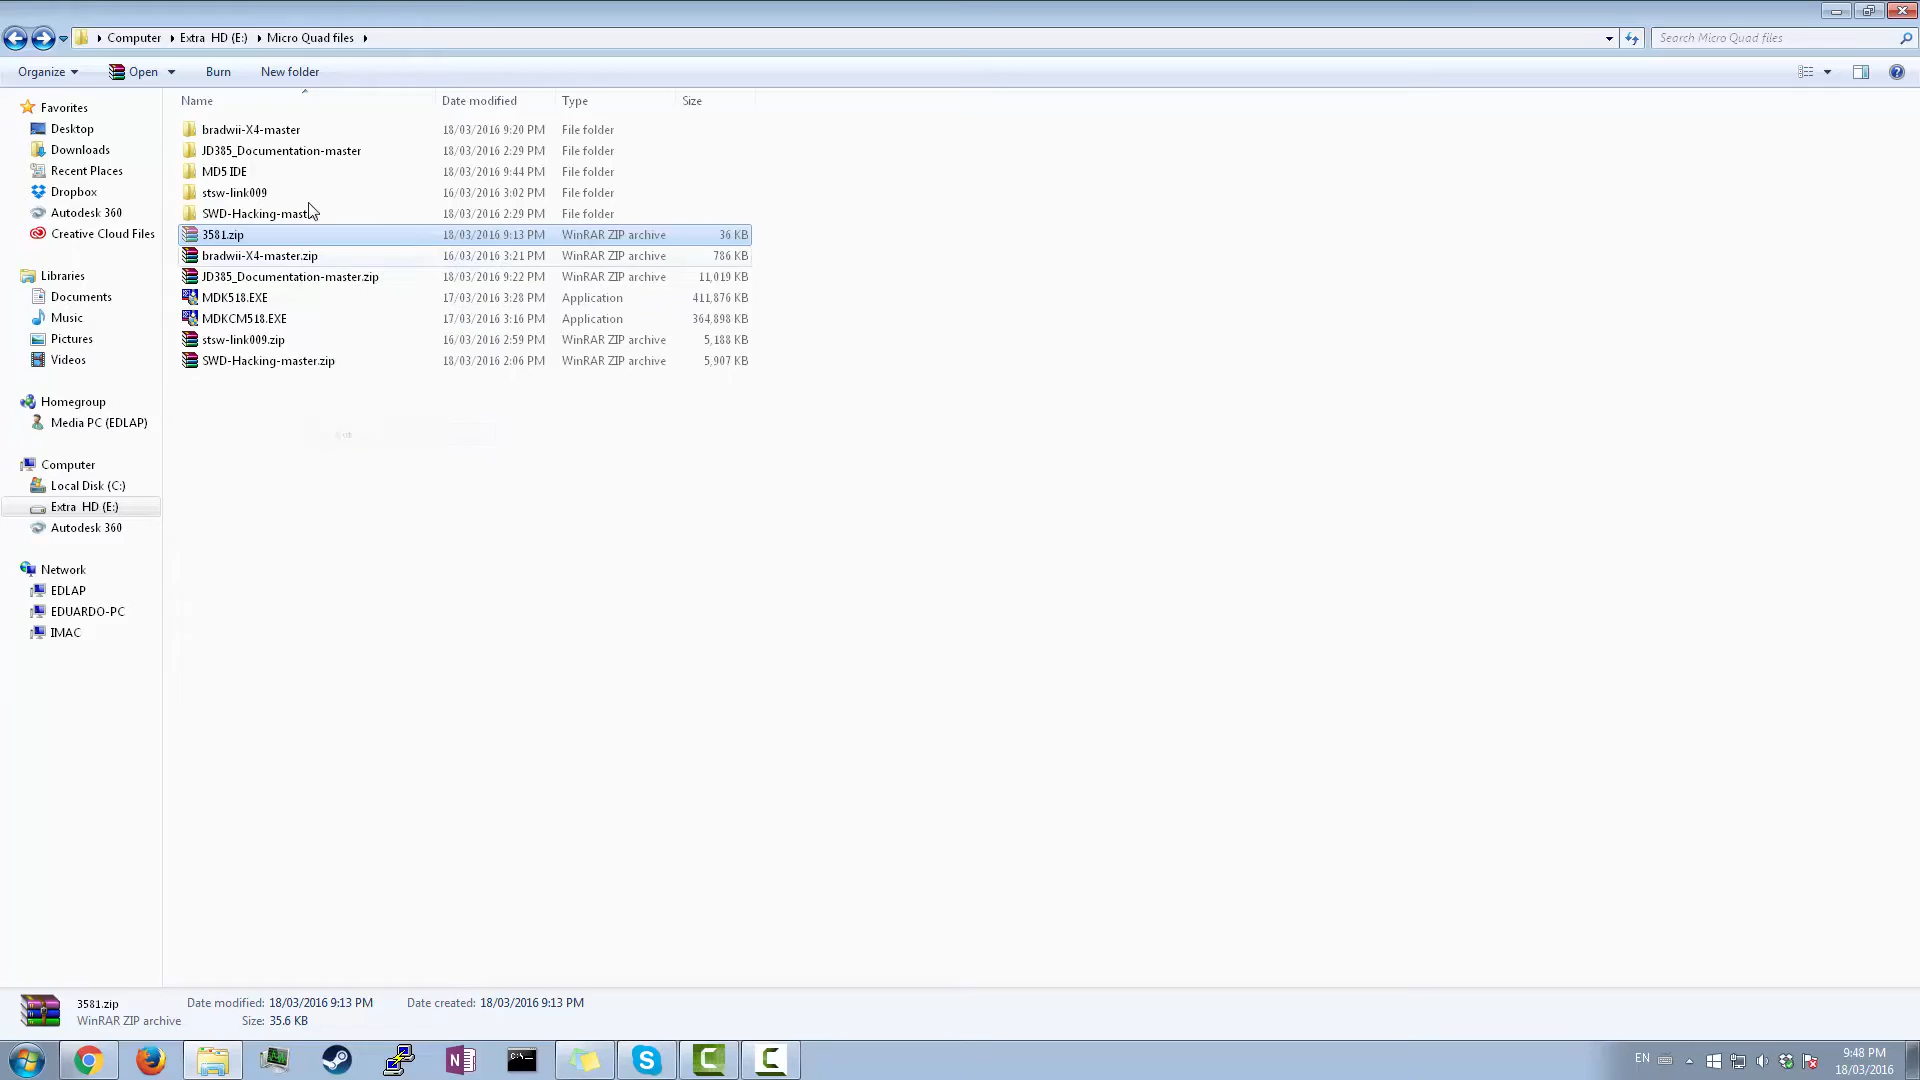 Computer Extra HD (E:) Micro Quad files
Search Micro Quad files
Organize Open Burn New folder
Name Date modified Type Size
Favorites
Desktop
Downloads
Recent Places
Dropbox
Autodesk 360
Creative Cloud Files
Libraries
Documents
Music
Pictures
Videos
Homegroup
Media PC (EDLAP)
Computer
Local Disk (C:)
Extra HD (E:)
Autodesk 360
Network
EDLAP
EDUARDO-PC
IMAC
bradwii-X4-master 18/03/2016 9:20 PM File folder
JD385_Documentation-master 18/03/2016 2:29 PM File folder
MD5 IDE 18/03/2016 9:44 PM File folder
stsw-link009 16/03/2016 3:02 PM File folder
SWD-Hacking-master 18/03/2016 2:29 PM File folder
3581.zip 18/03/2016 9:13 PM WinRAR ZIP archive 36 KB
bradwii-X4-master.zip 16/03/2016 3:21 PM WinRAR ZIP archive 786 KB
JD385_Documentation-master.zip 18/03/2016 9:22 PM WinRAR ZIP archive 11,019 KB
MDK518.EXE 17/03/2016 3:28 PM Application 411,876 KB
MDKCM518.EXE 17/03/2016 3:16 PM Application 364,898 KB
stsw-link009.zip 16/03/2016 2:59 PM WinRAR ZIP archive 5,188 KB
SWD-Hacking-master.zip 18/03/2016 2:06 PM WinRAR ZIP archive 5,907 KB
3581.zip Date modified: 18/03/2016 9:13 PM Date created: 18/03/2016 9:13 PM
WinRAR ZIP archive Size: 35.6 KB
EN
9:48 PM
18/03/2016